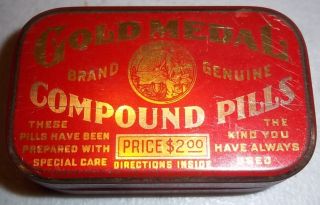 GOLD MEDAL
BRAND GENUINE
COMPOUND PILLS
THESE PILLS HAVE BEEN PREPARED WITH SPECIAL CARE
PRICE $2.00
DIRECTIONS INSIDE
THE KIND YOU HAVE ALWAYS USED